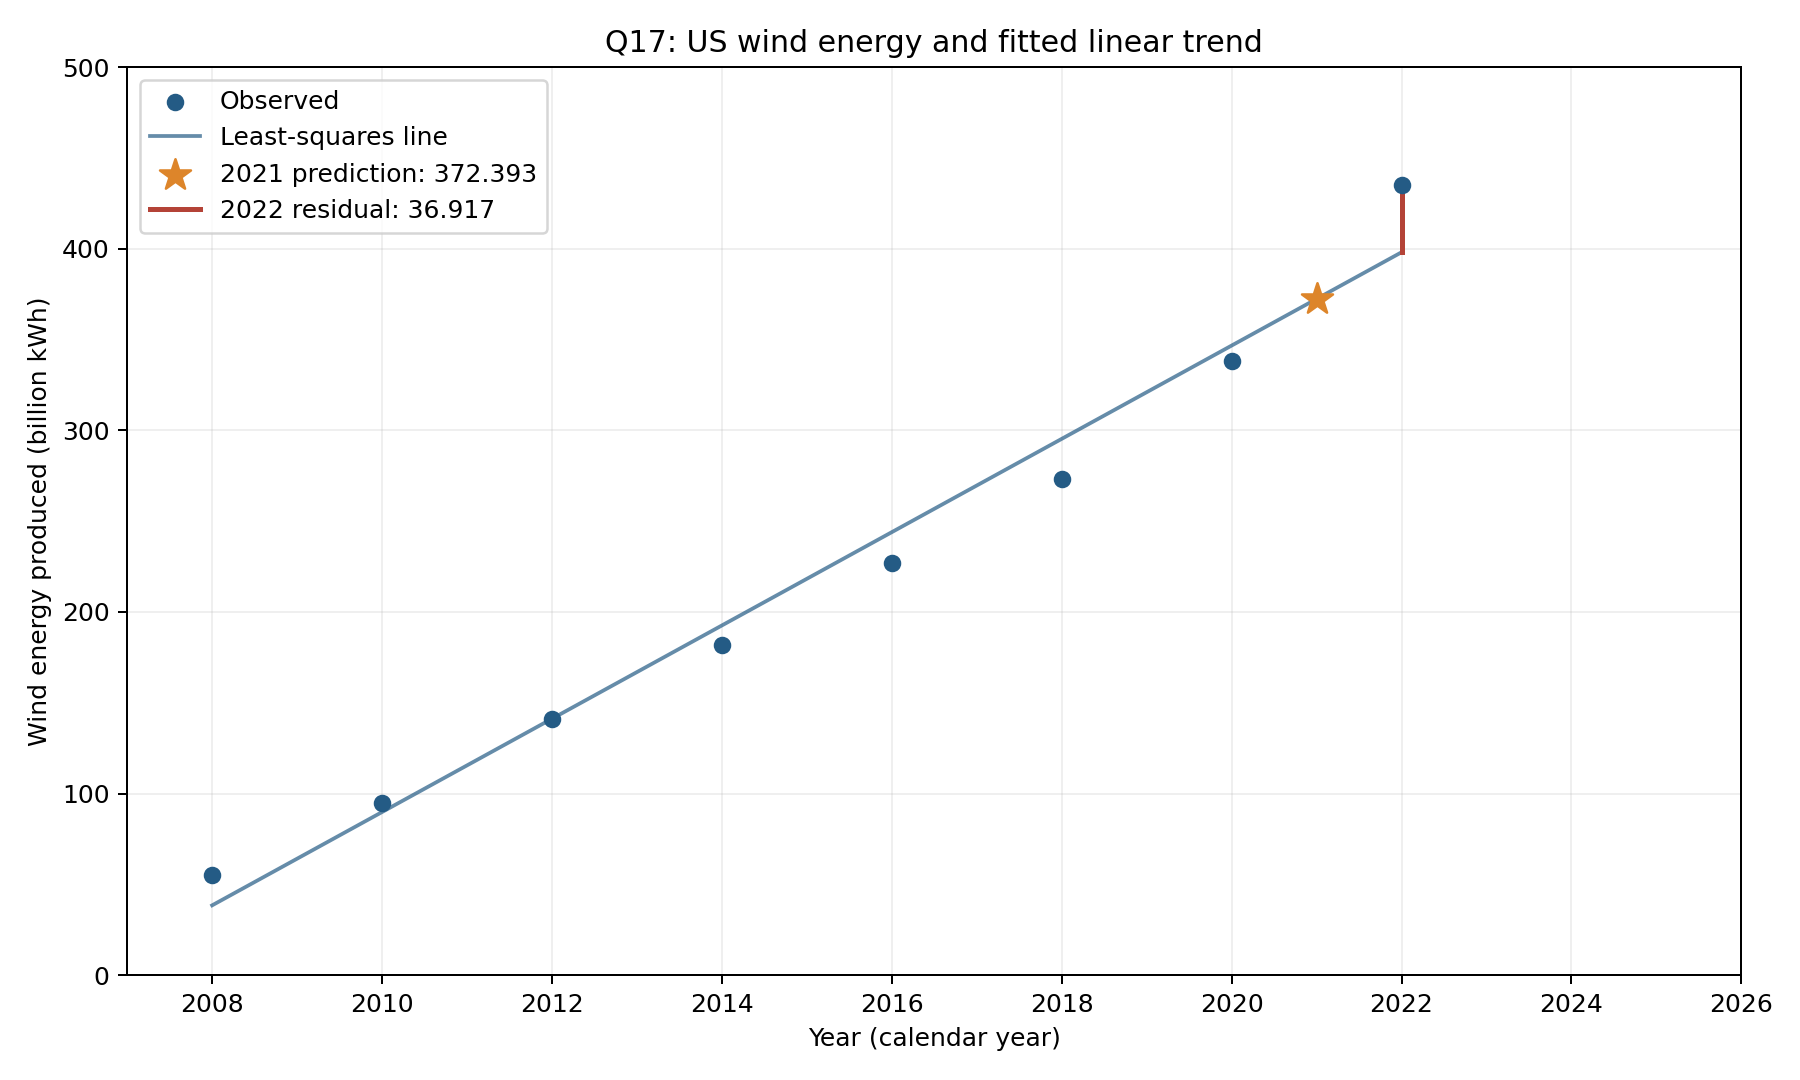 Q17: US wind energy and fitted linear trend
Observed
Least-squares line
2021 prediction: 372.393
2022 residual: 36.917
Wind energy produced (billion kWh)
500
400
300
200
100
0
2008 2010 2012 2014 2016 2018 2020 2022 2024 2026
Year (calendar year)